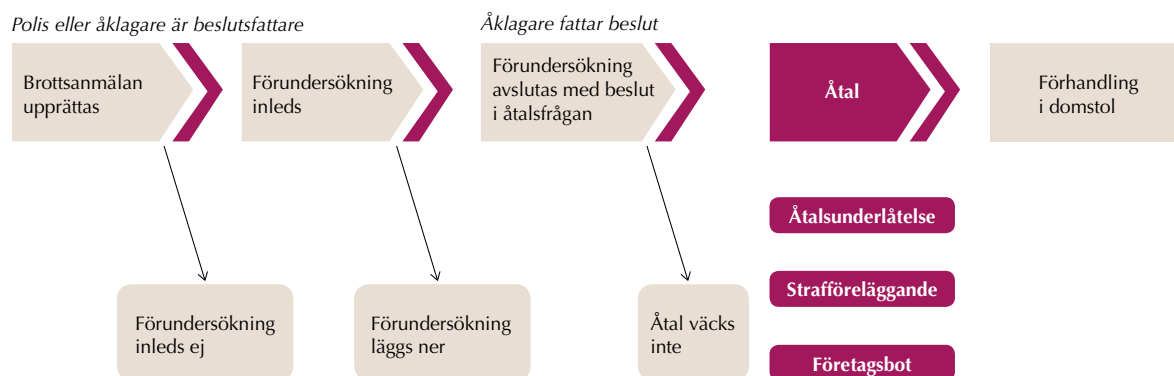 Polis eller åklagare är beslutsfattare
Åklagare fattar beslut
Brottsanmälan
upprättas
Förundersökning
inleds
Förundersökning
avslutas med beslut
i åtalsfrågan
Åtal
Förhandling
i domstol
Åtalsunderlåtelse
Strafföreläggande
Företagsbot
Förundersökning
inleds ej
Förundersökning
läggs ner
Åtal väcks
inte